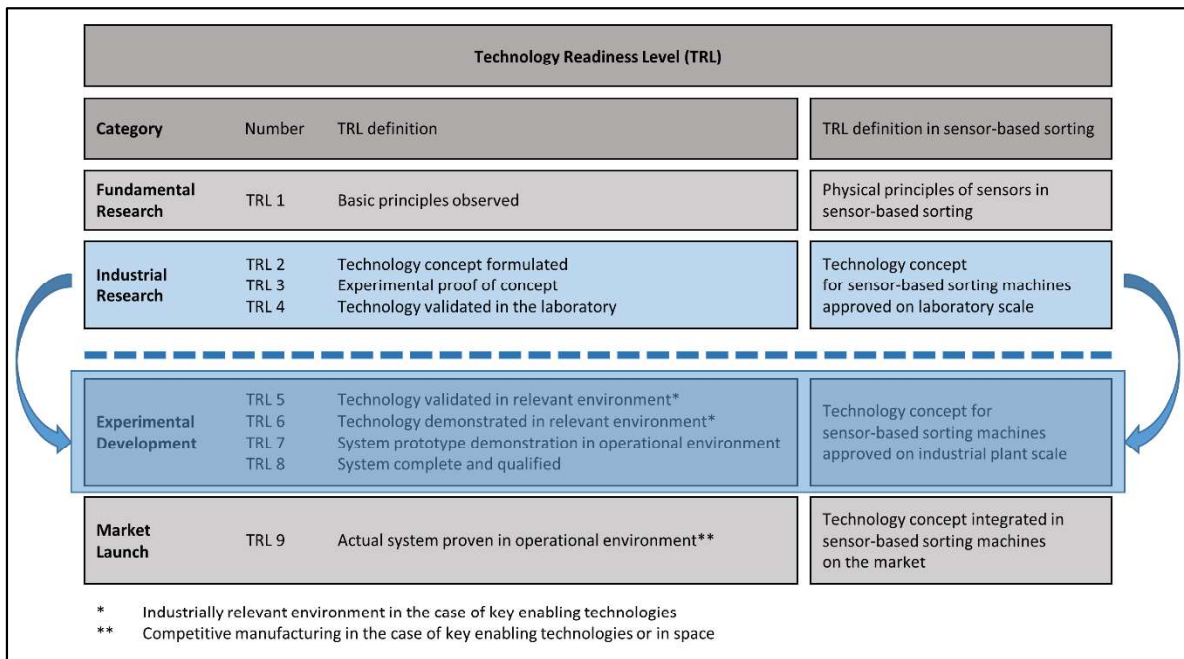 Technology Readiness Level (TRL)
Category Number TRL definition TRL definition in sensor-based sorting
Fundamental Research TRL 1 Basic principles observed Physical principles of sensors in
sensor-based sorting
Industrial Research
TRL 2 Technology concept formulated
TRL 3 Experimental proof of concept
TRL 4 Technology validated in the laboratory
Technology concept
for sensor-based sorting machines
approved on laboratory scale
Experimental
Development
TRL 5 Technology validated in relevant environment*
TRL 6 Technology demonstrated in relevant environment*
TRL 7 System prototype demonstration in operational environment
TRL 8 System complete and qualified
Technology concept for
sensor-based sorting machines
approved on industrial plant scale
Market
Launch
TRL 9 Actual system proven in operational environment**
Technology concept integrated in
sensor-based sorting machines
on the market
* Industrially relevant environment in the case of key enabling technologies
** Competitive manufacturing in the case of key enabling technologies or in space